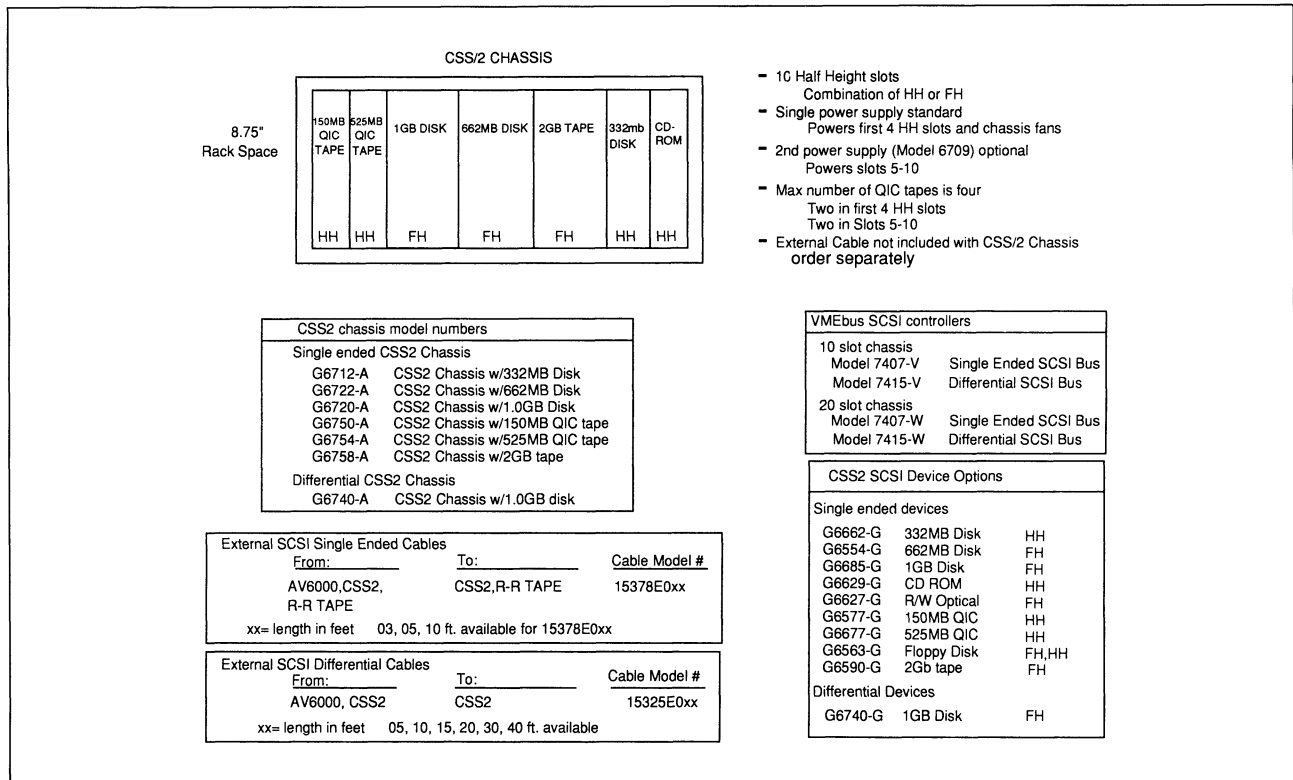 CSS/2 CHASSIS
8.75"
Rack Space
150MB QIC TAPE HH
525MB QIC TAPE HH
1GB DISK FH
662MB DISK FH
2GB TAPE FH
332mb DISK HH
CD-ROM HH
- 10 Half Height slots
Combination of HH or FH
- Single power supply standard
Powers first 4 HH slots and chassis fans
- 2nd power supply (Model 6709) optional
Powers slots 5-10
- Max number of QIC tapes is four
Two in first 4 HH slots
Two in Slots 5-10
- External Cable not included with CSS/2 Chassis
order separately
CSS2 chassis model numbers
Single ended CSS2 Chassis
G6712-A CSS2 Chassis w/332MB Disk
G6722-A CSS2 Chassis w/662MB Disk
G6720-A CSS2 Chassis w/1.0GB Disk
G6750-A CSS2 Chassis w/150MB QIC tape
G6754-A CSS2 Chassis w/525MB QIC tape
G6758-A CSS2 Chassis w/2GB tape
Differential CSS2 Chassis
G6740-A CSS2 Chassis w/1.0GB disk
External SCSI Single Ended Cables
From: To: Cable Model #
AV6000,CSS2, CSS2,R-R TAPE 15378E0xx
R-R TAPE
xx= length in feet 03, 05, 10 ft. available for 15378E0xx
External SCSI Differential Cables
From: To: Cable Model #
AV6000, CSS2 CSS2 15325E0xx
xx= length in feet 05, 10, 15, 20, 30, 40 ft. available
VMEbus SCSI controllers
10 slot chassis
Model 7407-V Single Ended SCSI Bus
Model 7415-V Differential SCSI Bus
20 slot chassis
Model 7407-W Single Ended SCSI Bus
Model 7415-W Differential SCSI Bus
CSS2 SCSI Device Options
Single ended devices
G6662-G 332MB Disk HH
G6554-G 662MB Disk FH
G6685-G 1GB Disk FH
G6629-G CD ROM HH
G6627-G R/W Optical FH
G6577-G 150MB QIC HH
G6677-G 525MB QIC HH
G6563-G Floppy Disk FH,HH
G6590-G 2Gb tape FH
Differential Devices
G6740-G 1GB Disk FH